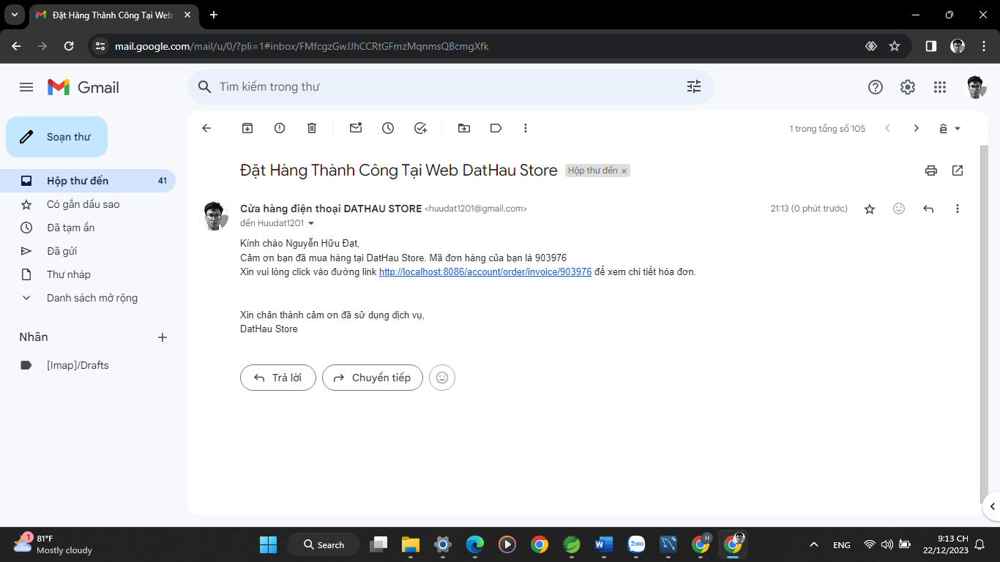 Đặt Hàng Thành Công Tại Web
mail.google.com/mail/u/0/?pli=1#inbox/FMfcgzGwJJhCCRtGFmzMqnmsQBcmgXfk
Gmail
Tìm kiếm trong thư
Soạn thư
1 trong tổng số 105
Hộp thư đến 41
Có gắn dấu sao
Đã tạm ẩn
Đã gửi
Thư nháp
Danh sách mở rộng
Nhãn
[Imap]/Drafts
Đặt Hàng Thành Công Tại Web DatHau Store Hộp thư đến ×
Cửa hàng điện thoại DATHAU STORE <huudat1201@gmail.com> 21:13 (0 phút trước)
đến Huudat1201
Kính chào Nguyễn Hữu Đạt,
Cảm ơn bạn đã mua hàng tại DatHau Store. Mã đơn hàng của bạn là 903976
Xin vui lòng click vào đường link http://localhost:8086/account/order/invoice/903976 để xem chi tiết hóa đơn.
Xin chân thành cảm ơn đã sử dụng dịch vụ,
DatHau Store
Trả lời
Chuyển tiếp
1
81°F
Mostly cloudy
Search
Zalo
H
ENG
9:13 CH
22/12/2023